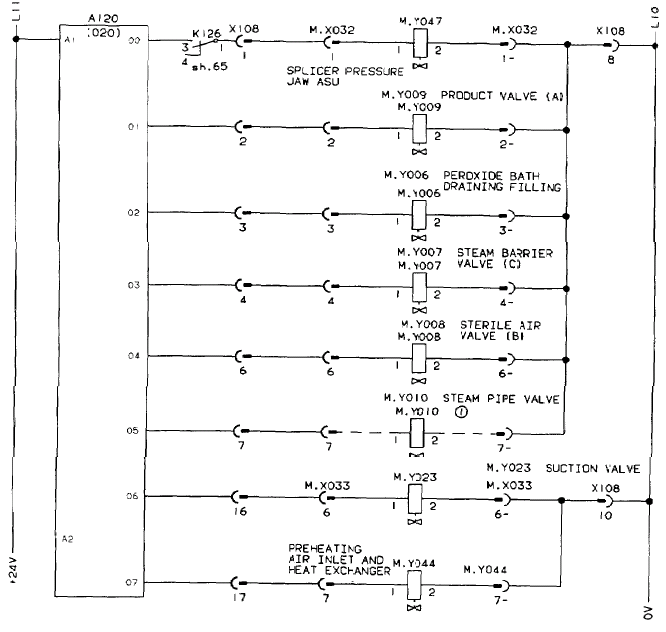 L11
A120
(020)
L10
A1
00
K126
X108
M.X032
M.Y047
M.X032
X108
3
1
4
sh.65
1
1
1
2
1-
8
SPLICER PRESSURE
JAW ASU
M.Y009 PRODUCT VALVE (A)
M.Y009
01
2
2
1
2
2-
M.Y006 PEROXIDE BATH
DRAINING FILLING
M.Y006
02
3
3
1
2
3-
M.Y007 STEAM BARRIER
VALVE (C)
M.Y007
03
4
4
1
2
4-
M.Y008 STERILE AIR
VALVE (B)
M.Y008
04
6
6
1
2
6-
M.Y010 STEAM PIPE VALVE
M.Y010 ①
05
7
7
1
2
7-
M.Y023 SUCTION VALVE
M.X033
M.Y023
M.X033
X108
06
16
6
1
2
6-
10
A2
PREHEATING
AIR INLET AND
HEAT EXCHANGER
M.Y044
M.Y044
07
17
7
1
2
7-
+24V
0V